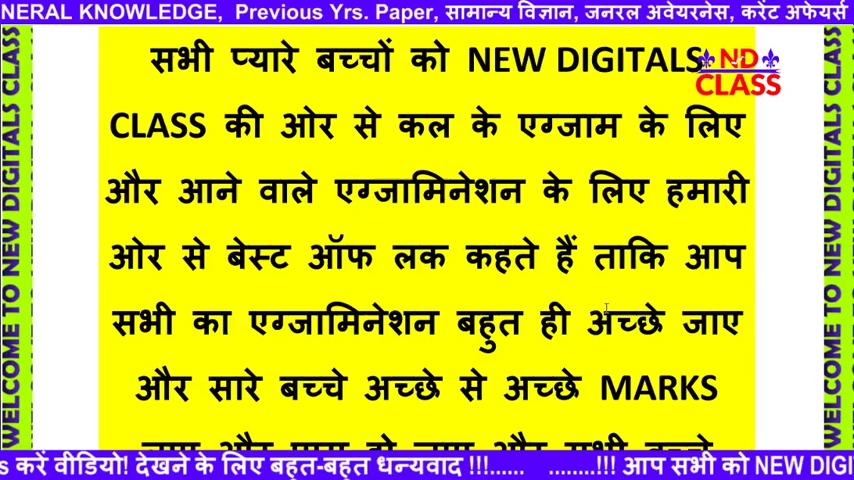 NERAL KNOWLEDGE, Previous Yrs. Paper, सामान्य विज्ञान, जनरल अवेयरनेस, करेंट अफेयर्स
सभी प्यारे बच्चों को NEW DIGITALS
ND
CLASS
CLASS की ओर से कल के एग्जाम के लिए
और आने वाले एग्जामिनेशन के लिए हमारी
ओर से बेस्ट ऑफ लक कहते हैं ताकि आप
सभी का एग्जामिनेशन बहुत ही अच्छे जाए
और सारे बच्चे अच्छे से अच्छे MARKS
WELCOME TO NEW DIGITALS CLASS
WELCOME TO NEW DIGITALS CLASS
s करें वीडियो! देखने के लिए बहुत-बहुत धन्यवाद !!!...... ........!!! आप सभी को NEW DIGI